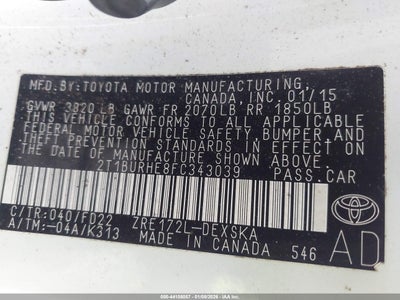 MFD.BY:TOYOTA MOTOR MANUFACTURING,
CANADA,INC. 01/15
GVWR 3820 LB GAWR FR 2070LB RR 1850LB
THIS VEHICLE CONFORMS TO ALL APPLICABLE
FEDERAL MOTOR VEHICLE SAFETY, BUMPER AND
THEFT PREVENTION STANDARDS IN EFFECT ON
THE DATE OF MANUFACTURE SHOWN ABOVE.
2T1BURHE8FC343039 PASS.CAR
C/TR:040/FD22 ZRE172L-DEXSKA
A/TM:-04A/K313 MADE IN CANADA 546
TOYOTA
AD